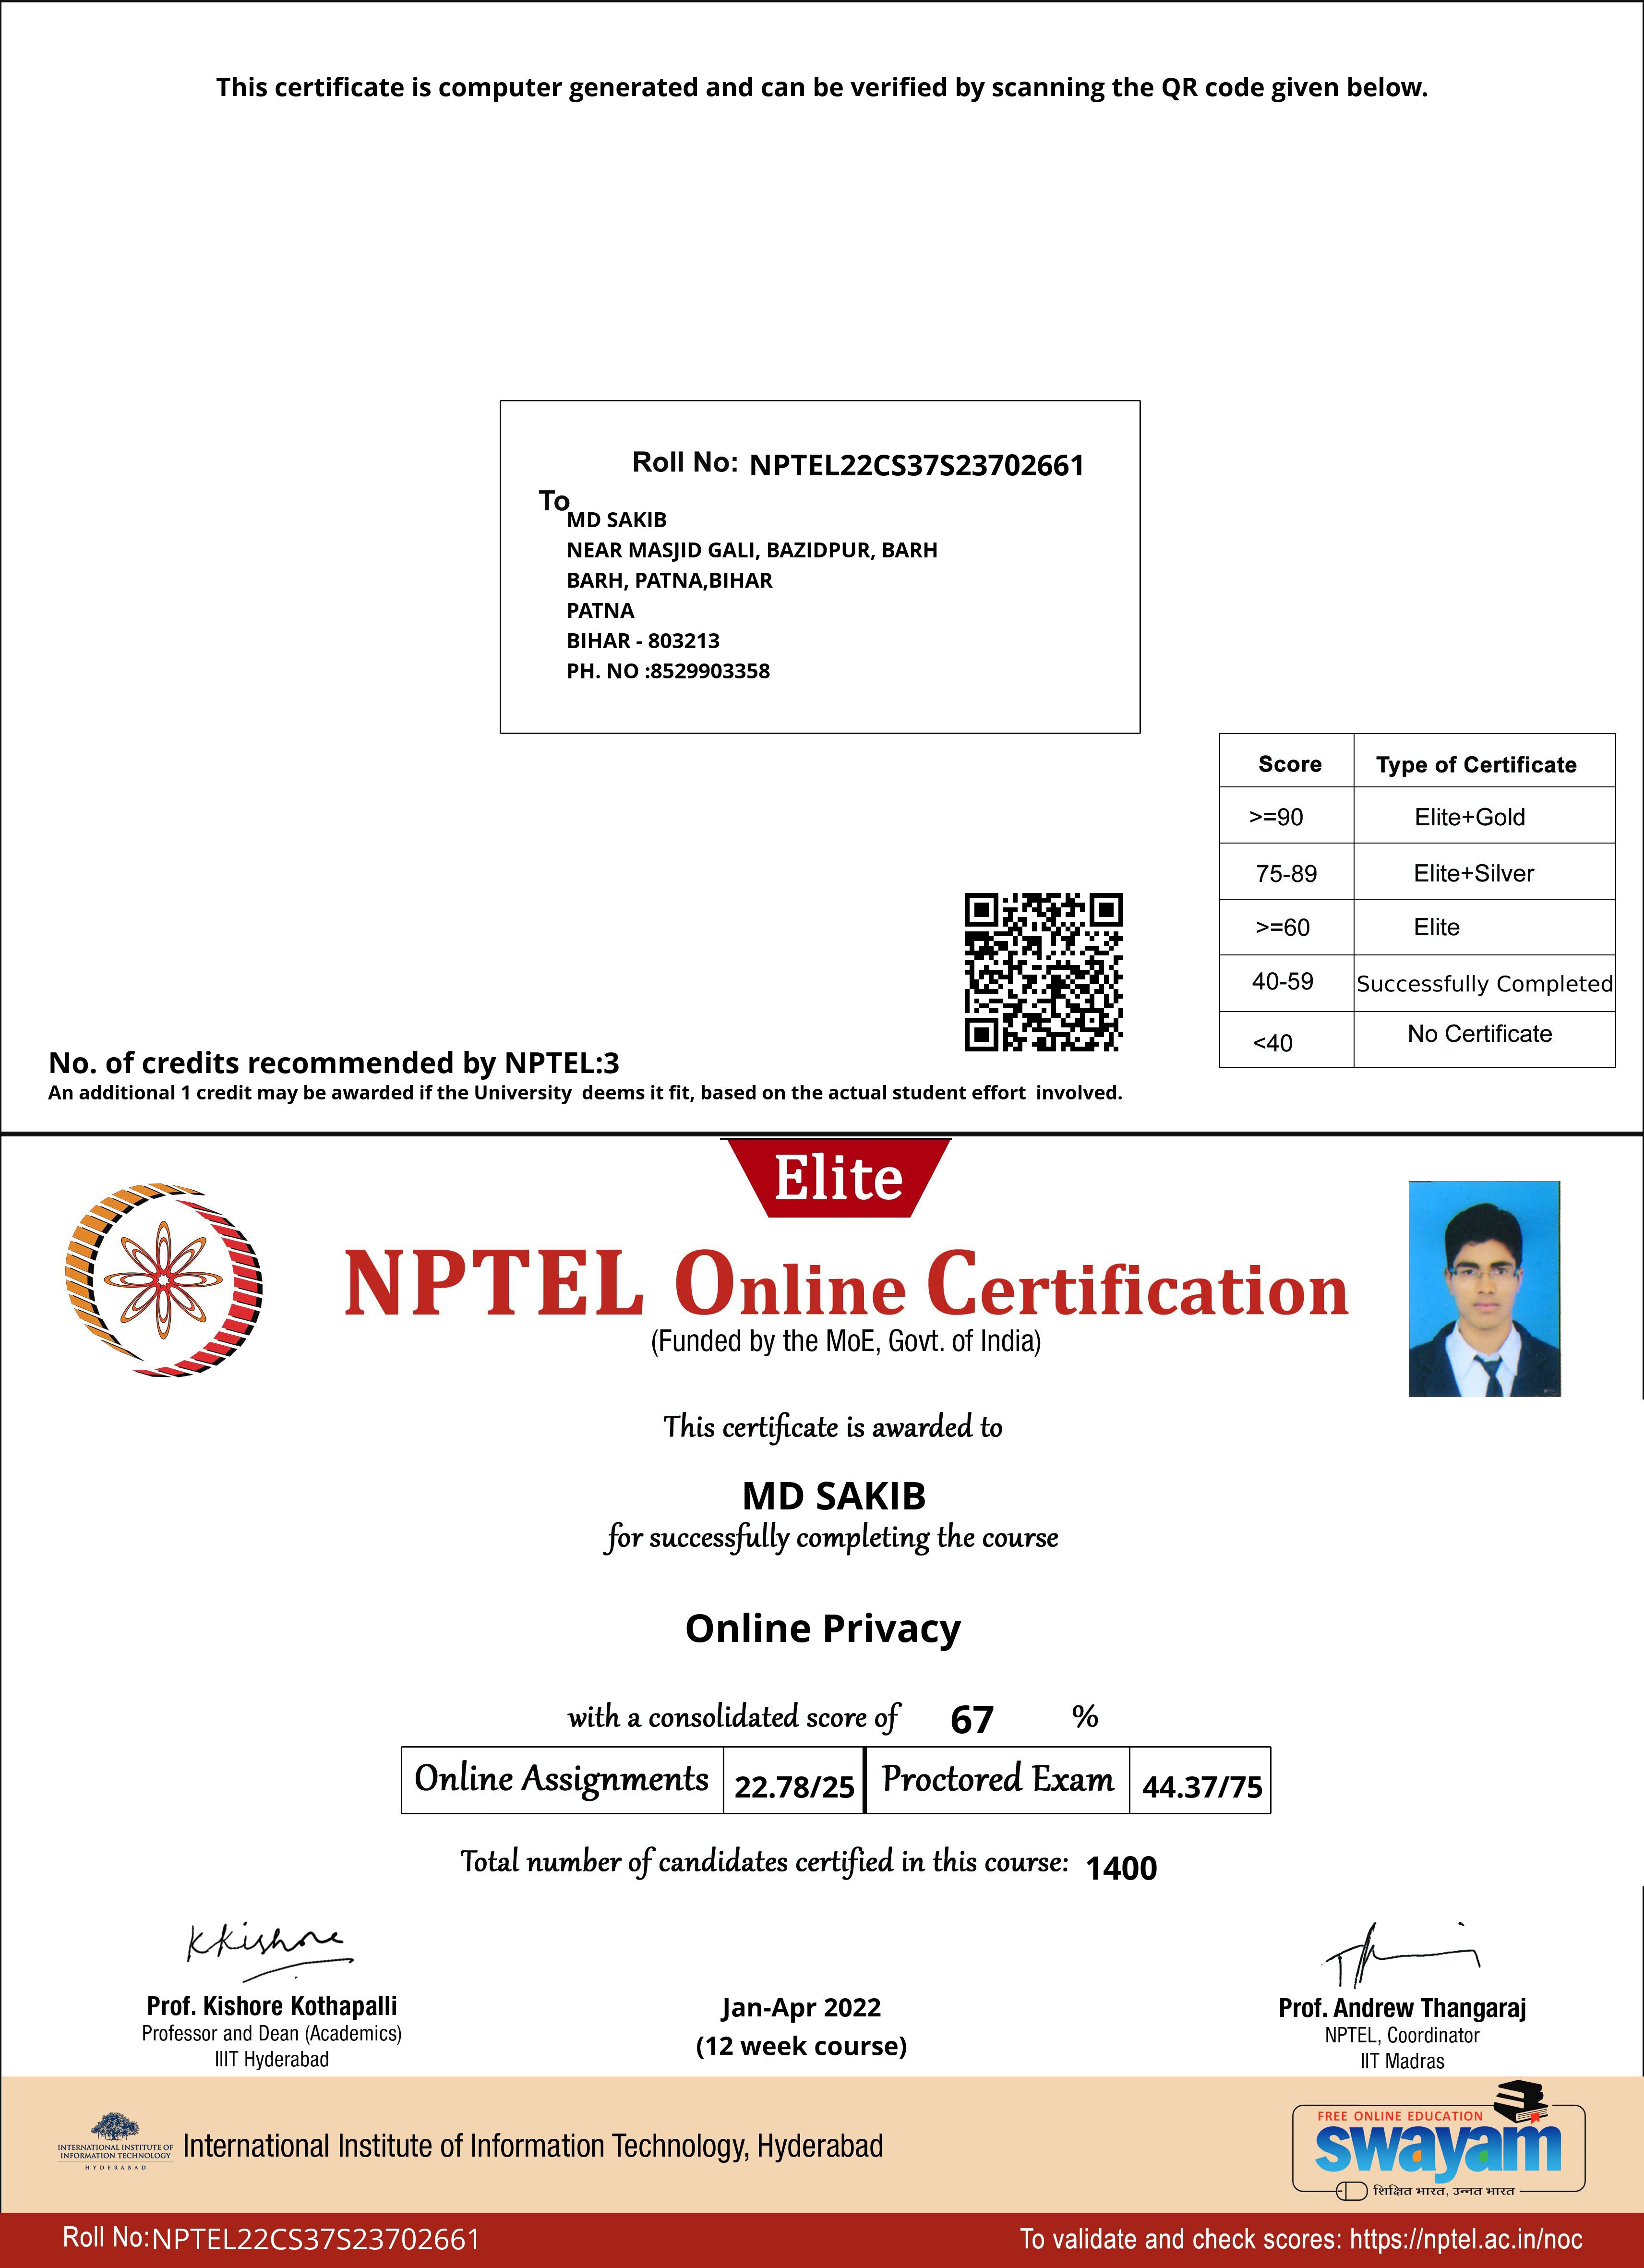 This certificate is computer generated and can be verified by scanning the QR code given below.
Roll No: NPTEL22CS37S23702661
To
MD SAKIB
NEAR MASJID GALI, BAZIDPUR, BARH
BARH, PATNA,BIHAR
PATNA
BIHAR - 803213
PH. NO :8529903358
Score Type of Certificate
>=90 Elite+Gold
75-89 Elite+Silver
>=60 Elite
40-59 Successfully Completed
<40 No Certificate
No. of credits recommended by NPTEL:3
An additional 1 credit may be awarded if the University deems it fit, based on the actual student effort involved.
Elite
NPTEL Online Certification
(Funded by the MoE, Govt. of India)
This certificate is awarded to
MD SAKIB
for successfully completing the course
Online Privacy
with a consolidated score of 67 %
Online Assignments 22.78/25 Proctored Exam 44.37/75
Total number of candidates certified in this course: 1400
KKishore
Prof. Kishore Kothapalli
Professor and Dean (Academics)
IIIT Hyderabad
Jan-Apr 2022
(12 week course)
Prof. Andrew Thangaraj
NPTEL, Coordinator
IIT Madras
INTERNATIONAL INSTITUTE OF
INFORMATION TECHNOLOGY
HYDERABAD
International Institute of Information Technology, Hyderabad
FREE ONLINE EDUCATION
swayam
शिक्षित भारत, उन्नत भारत
Roll No:NPTEL22CS37S23702661
To validate and check scores: https://nptel.ac.in/noc